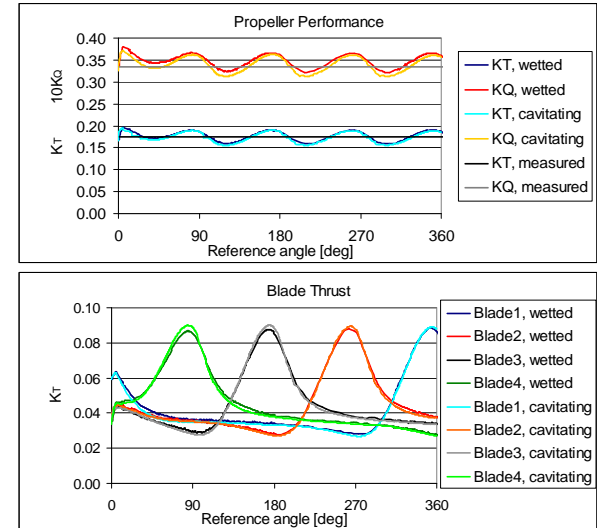 Propeller Performance
0.40
0.35
0.30
0.25
0.20
0.15
0.10
0.05
0.00
10KQ
KT
0 90 180 270 360
Reference angle [deg]
KT, wetted
KQ, wetted
KT, cavitating
KQ, cavitating
KT, measured
KQ, measured
Blade Thrust
0.10
0.08
0.06
0.04
0.02
0.00
KT
0 90 180 270 360
Reference angle [deg]
Blade1, wetted
Blade2, wetted
Blade3, wetted
Blade4, wetted
Blade1, cavitating
Blade2, cavitating
Blade3, cavitating
Blade4, cavitating